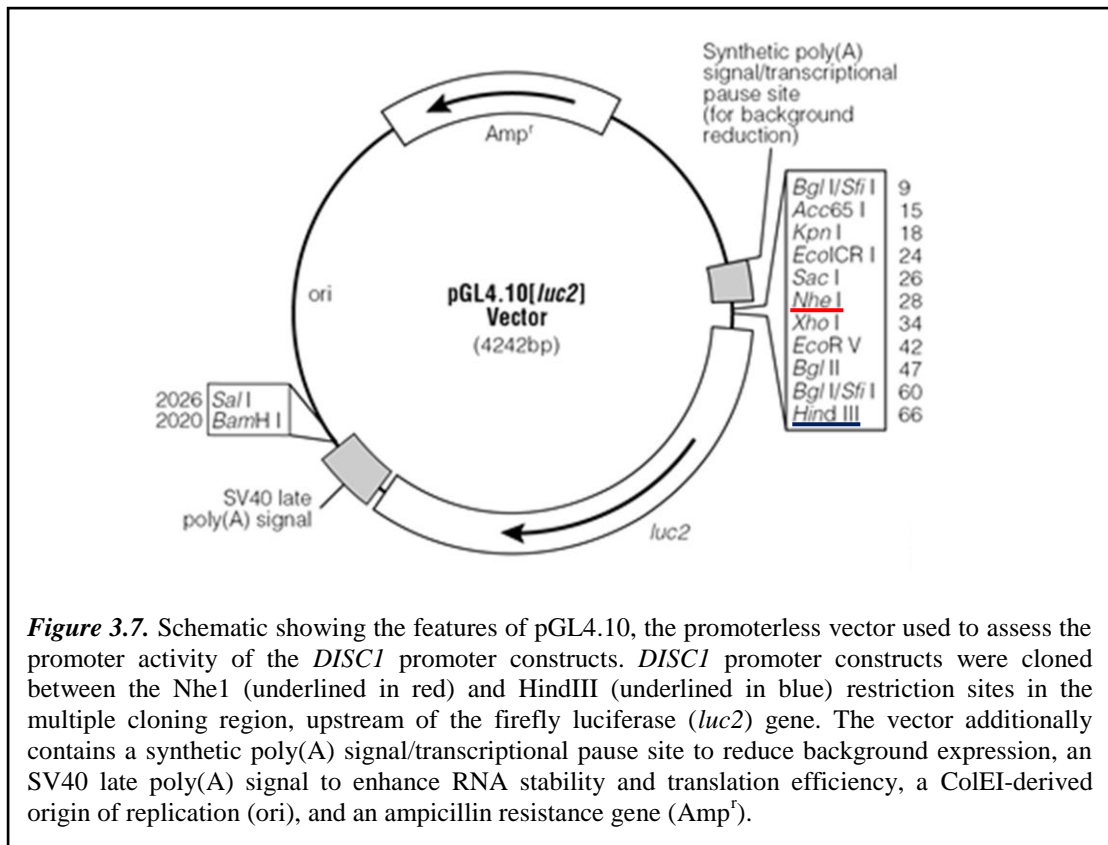 Synthetic poly(A)
signal/transcriptional
pause site
(for background
reduction)
Ampʳ
Bgl I/Sfi I 9
Acc65 I 15
Kpn I 18
EcoICR I 24
Sac I 26
Nhe I 28
Xho I 34
EcoR V 42
Bgl II 47
Bgl I/Sfi I 60
Hind III 66
ori
pGL4.10[luc2]
Vector
(4242bp)
2026 Sal I
2020 BamH I
SV40 late
poly(A) signal
luc2
Figure 3.7. Schematic showing the features of pGL4.10, the promoterless vector used to assess the
promoter activity of the DISC1 promoter constructs. DISC1 promoter constructs were cloned
between the Nhe1 (underlined in red) and HindIII (underlined in blue) restriction sites in the
multiple cloning region, upstream of the firefly luciferase (luc2) gene. The vector additionally
contains a synthetic poly(A) signal/transcriptional pause site to reduce background expression, an
SV40 late poly(A) signal to enhance RNA stability and translation efficiency, a ColEI-derived
origin of replication (ori), and an ampicillin resistance gene (Ampʳ).